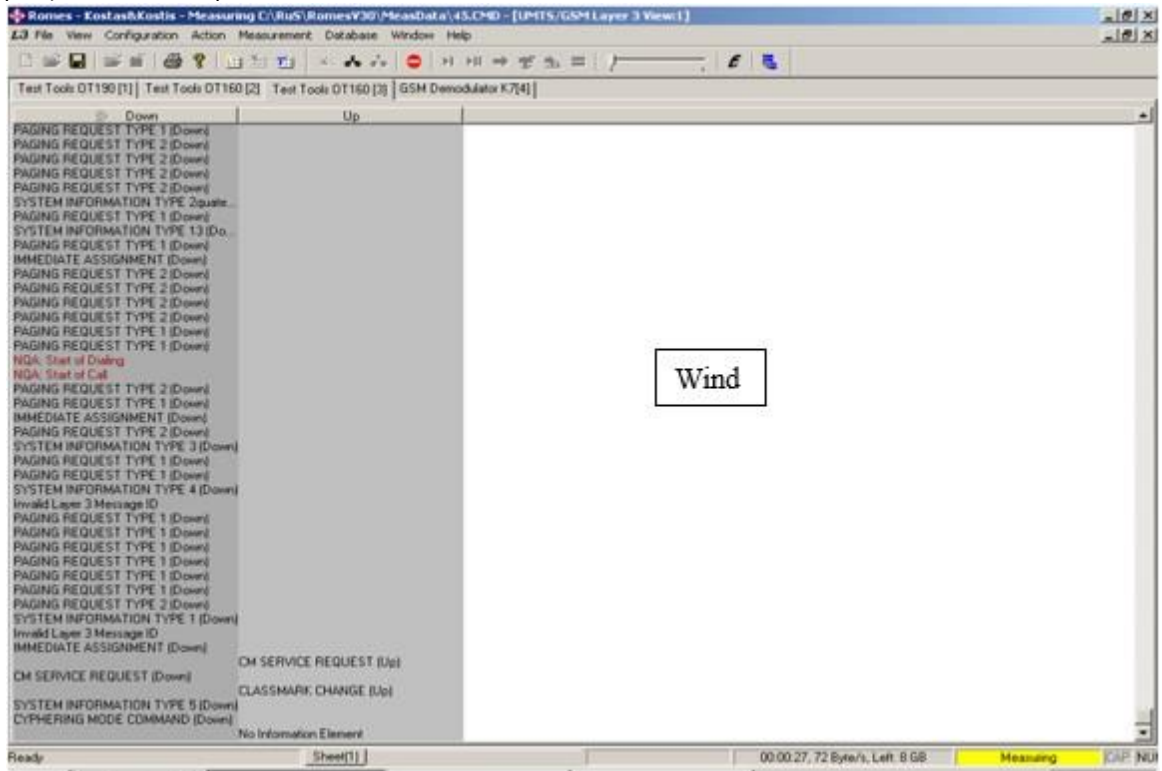 Romes - Kostas&Kostis - Measuring C:\RuS\RomesV30\MeasData\45.CMD - [UMTS/GSM Layer 3 View:1]
File View Configuration Action Measurement Database Window Help
Test Tools OT190 [1] Test Tools OT160 [2] Test Tools OT160 [3] GSM Demodulator K7[4]
Down Up
PAGING REQUEST TYPE 1 (Down)
PAGING REQUEST TYPE 2 (Down)
PAGING REQUEST TYPE 2 (Down)
PAGING REQUEST TYPE 2 (Down)
PAGING REQUEST TYPE 2 (Down)
SYSTEM INFORMATION TYPE 2quate...
PAGING REQUEST TYPE 1 (Down)
SYSTEM INFORMATION TYPE 13 (Do...
PAGING REQUEST TYPE 1 (Down)
IMMEDIATE ASSIGNMENT (Down)
PAGING REQUEST TYPE 2 (Down)
PAGING REQUEST TYPE 2 (Down)
PAGING REQUEST TYPE 2 (Down)
PAGING REQUEST TYPE 2 (Down)
PAGING REQUEST TYPE 1 (Down)
PAGING REQUEST TYPE 1 (Down)
NQA: Start of Dialing
NQA: Start of Call
PAGING REQUEST TYPE 2 (Down)
PAGING REQUEST TYPE 1 (Down)
IMMEDIATE ASSIGNMENT (Down)
PAGING REQUEST TYPE 2 (Down)
SYSTEM INFORMATION TYPE 3 (Down)
PAGING REQUEST TYPE 1 (Down)
PAGING REQUEST TYPE 1 (Down)
SYSTEM INFORMATION TYPE 4 (Down)
Invalid Layer 3 Message ID
PAGING REQUEST TYPE 1 (Down)
PAGING REQUEST TYPE 1 (Down)
PAGING REQUEST TYPE 1 (Down)
PAGING REQUEST TYPE 1 (Down)
PAGING REQUEST TYPE 1 (Down)
PAGING REQUEST TYPE 1 (Down)
PAGING REQUEST TYPE 2 (Down)
SYSTEM INFORMATION TYPE 1 (Down)
Invalid Layer 3 Message ID
IMMEDIATE ASSIGNMENT (Down)
CM SERVICE REQUEST (Up)
CM SERVICE REQUEST (Down)
CLASSMARK CHANGE (Up)
SYSTEM INFORMATION TYPE 5 (Down)
CYPHERING MODE COMMAND (Down)
No Information Element
Wind
Ready Sheet[1] 00:00:27, 72 Byte/s, Left: 8 GB Measuring CAP NU